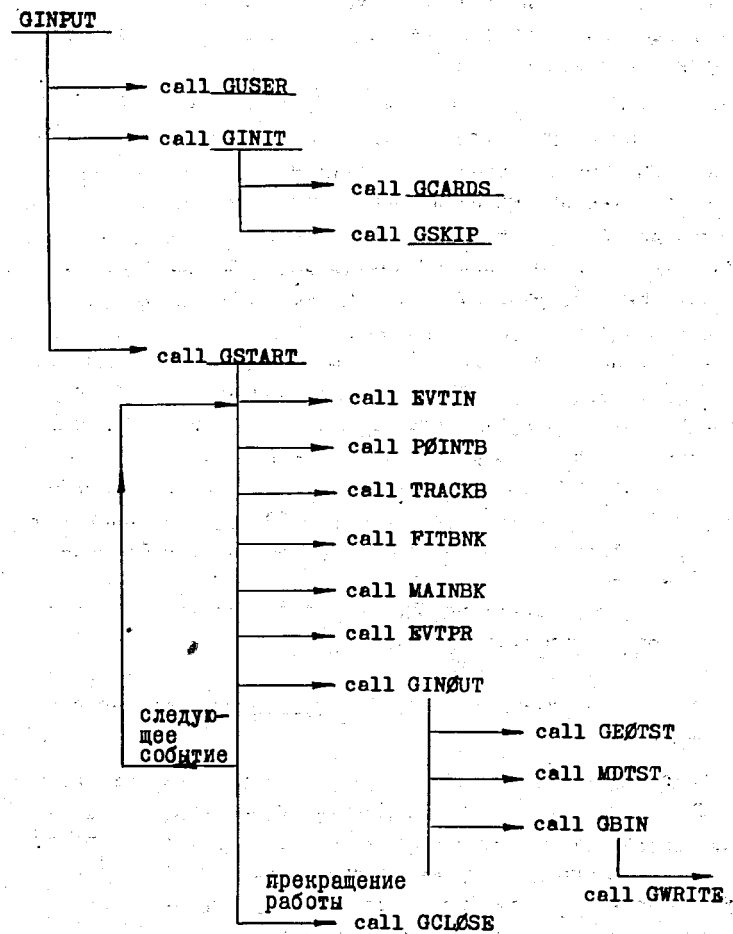 GINPUT
call GUSER
call GINIT
call GCARDS
call GSKIP
call GSTART
call EVTIN
call PØINTB
call TRACKB
call FITBNK
call MAINBK
call EVTPR
call GINØUT
следую-
щее
событие
call GEØTST
call MDTST
call GBIN
call GWRITE
прекращение
работы
call GCLØSE